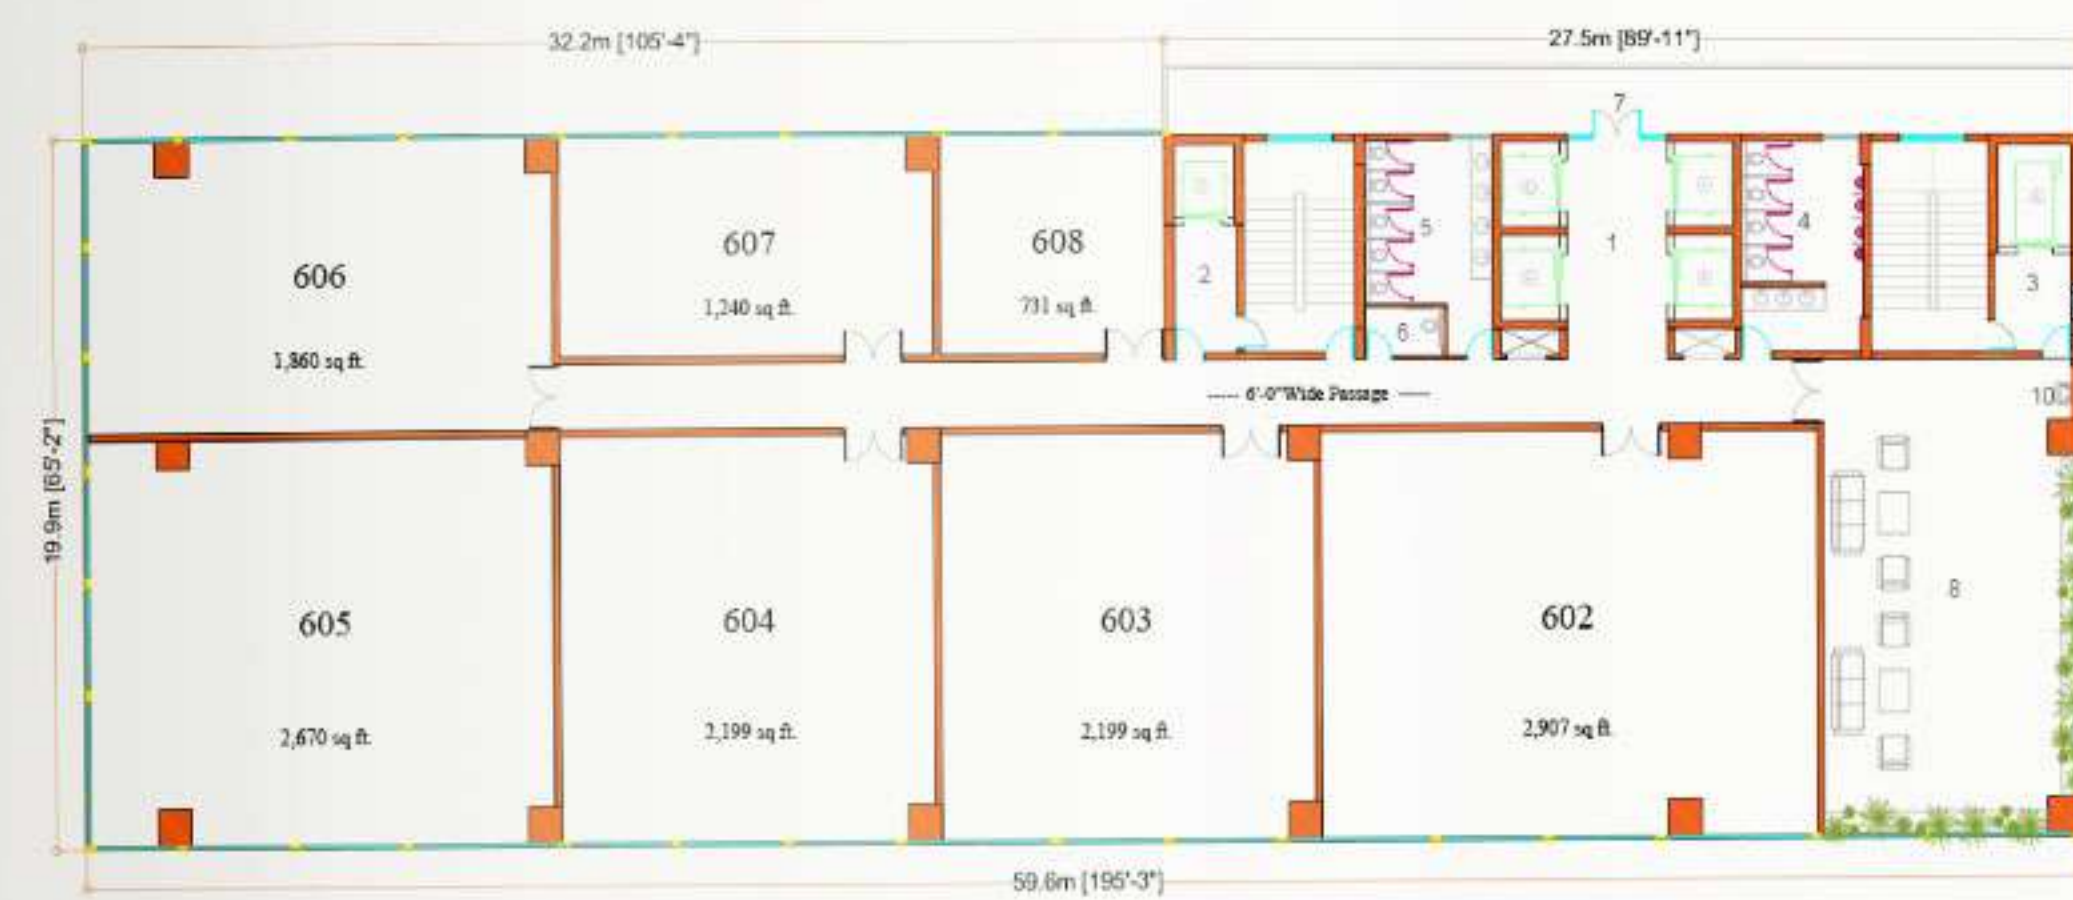 32.2m [105'-4"]
27.5m [89'-11"]
7
606
1,860 sq ft.
607
1,240 sq ft.
608
731 sq ft.
2
5
6
1
4
3
6'-0"Wide Passage
10
19.9m [65'-2"]
605
2,670 sq ft.
604
2,199 sq ft.
603
2,199 sq ft.
602
2,907 sq ft.
8
59.6m [195'-3"]